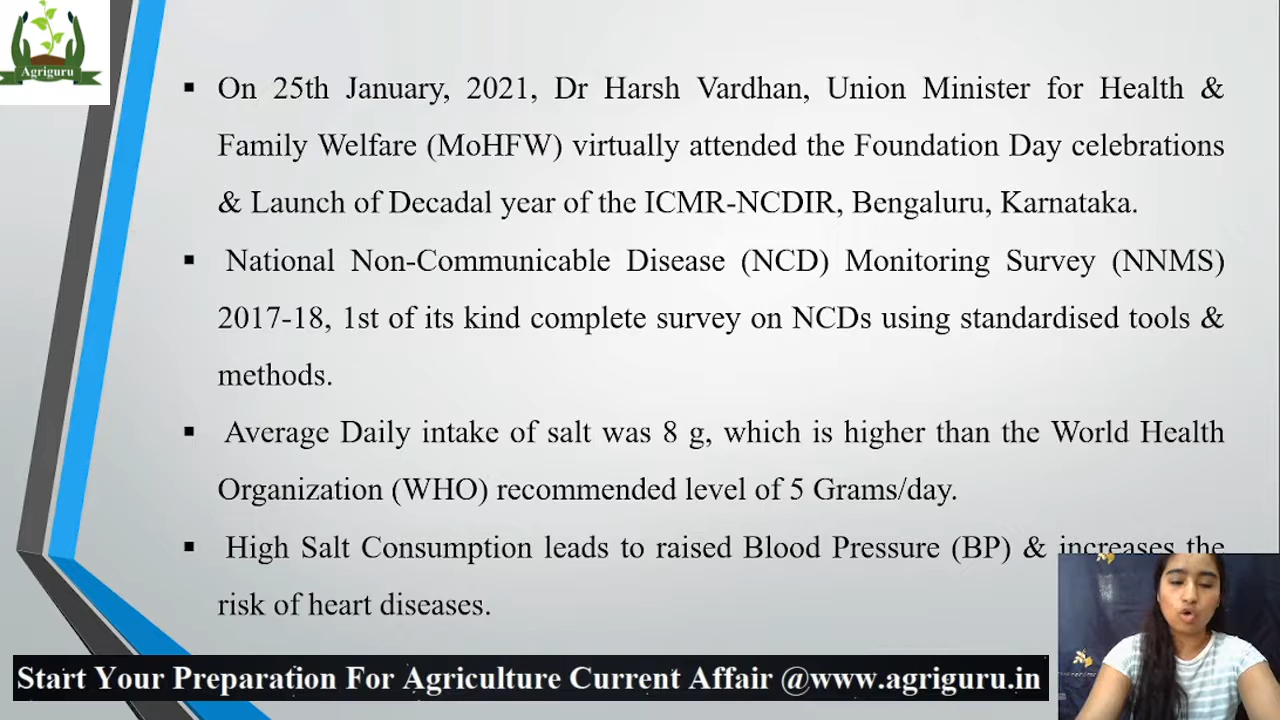 Agriguru
▪ On 25th January, 2021, Dr Harsh Vardhan, Union Minister for Health &
Family Welfare (MoHFW) virtually attended the Foundation Day celebrations
& Launch of Decadal year of the ICMR-NCDIR, Bengaluru, Karnataka.
▪ National Non-Communicable Disease (NCD) Monitoring Survey (NNMS)
2017-18, 1st of its kind complete survey on NCDs using standardised tools &
methods.
▪ Average Daily intake of salt was 8 g, which is higher than the World Health
Organization (WHO) recommended level of 5 Grams/day.
▪ High Salt Consumption leads to raised Blood Pressure (BP) & increases the
risk of heart diseases.
Start Your Preparation For Agriculture Current Affair @www.agriguru.in